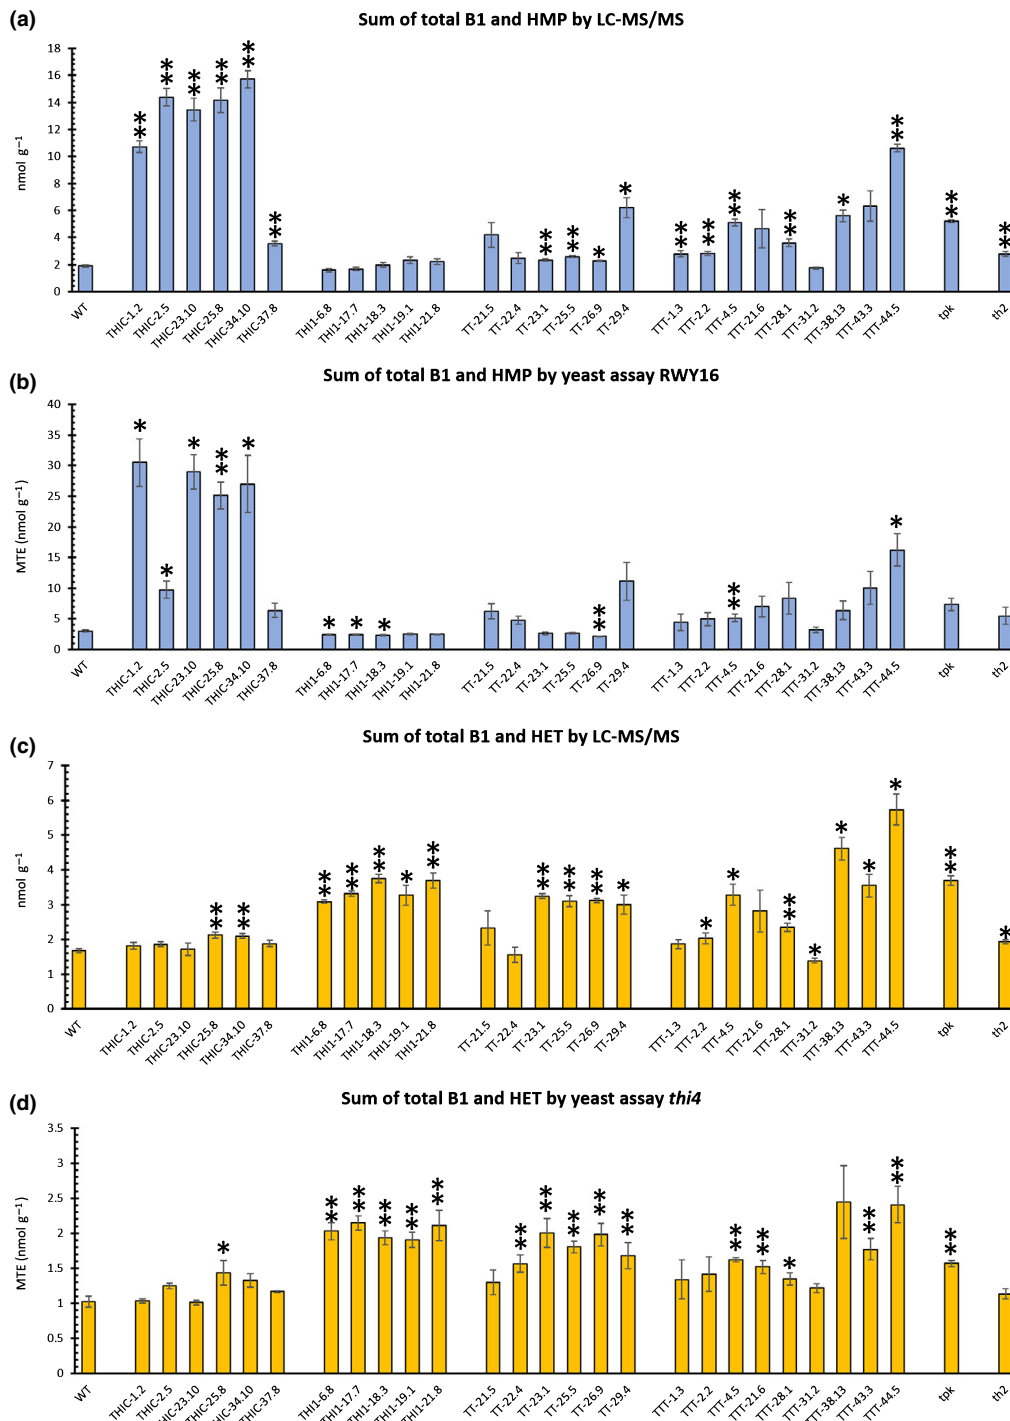 (a)
Sum of total B1 and HMP by LC-MS/MS
nmol g−1
18
16
14
12
10
8
6
4
2
0
** ** ** ** ** ** ** ** * * ** ** ** ** * ** ** **
WT THIC-1.2 THIC-2.5 THIC-23.10 THIC-25.8 THIC-34.10 THIC-37.8 THI1-6.8 THI1-17.7 THI1-18.3 THI1-19.1 THI1-21.8 TT-21.5 TT-22.4 TT-23.1 TT-25.5 TT-26.9 TT-29.4 TTT-1.3 TTT-2.2 TTT-4.5 TTT-21.6 TTT-28.1 TTT-31.2 TTT-38.13 TTT-43.3 TTT-44.5 tpk th2
(b)
Sum of total B1 and HMP by yeast assay RWY16
MTE (nmol g−1)
40
35
30
25
20
15
10
5
0
* * * ** * * * * ** ** *
WT THIC-1.2 THIC-2.5 THIC-23.10 THIC-25.8 THIC-34.10 THIC-37.8 THI1-6.8 THI1-17.7 THI1-18.3 THI1-19.1 THI1-21.8 TT-21.5 TT-22.4 TT-23.1 TT-25.5 TT-26.9 TT-29.4 TTT-1.3 TTT-2.2 TTT-4.5 TTT-21.6 TTT-28.1 TTT-31.2 TTT-38.13 TTT-43.3 TTT-44.5 tpk th2
(c)
Sum of total B1 and HET by LC-MS/MS
nmol g−1
7
6
5
4
3
2
1
0
** ** ** ** ** * ** ** ** ** * * * ** * * * * ** *
WT THIC-1.2 THIC-2.5 THIC-23.10 THIC-25.8 THIC-34.10 THIC-37.8 THI1-6.8 THI1-17.7 THI1-18.3 THI1-19.1 THI1-21.8 TT-21.5 TT-22.4 TT-23.1 TT-25.5 TT-26.9 TT-29.4 TTT-1.3 TTT-2.2 TTT-4.5 TTT-21.6 TTT-28.1 TTT-31.2 TTT-38.13 TTT-43.3 TTT-44.5 tpk th2
(d)
Sum of total B1 and HET by yeast assay thi4
MTE (nmol g−1)
3.5
3
2.5
2
1.5
1
0.5
0
* ** ** ** ** ** ** ** ** ** ** ** ** * ** ** **
WT THIC-1.2 THIC-2.5 THIC-23.10 THIC-25.8 THIC-34.10 THIC-37.8 THI1-6.8 THI1-17.7 THI1-18.3 THI1-19.1 THI1-21.8 TT-21.5 TT-22.4 TT-23.1 TT-25.5 TT-26.9 TT-29.4 TTT-1.3 TTT-2.2 TTT-4.5 TTT-21.6 TTT-28.1 TTT-31.2 TTT-38.13 TTT-43.3 TTT-44.5 tpk th2